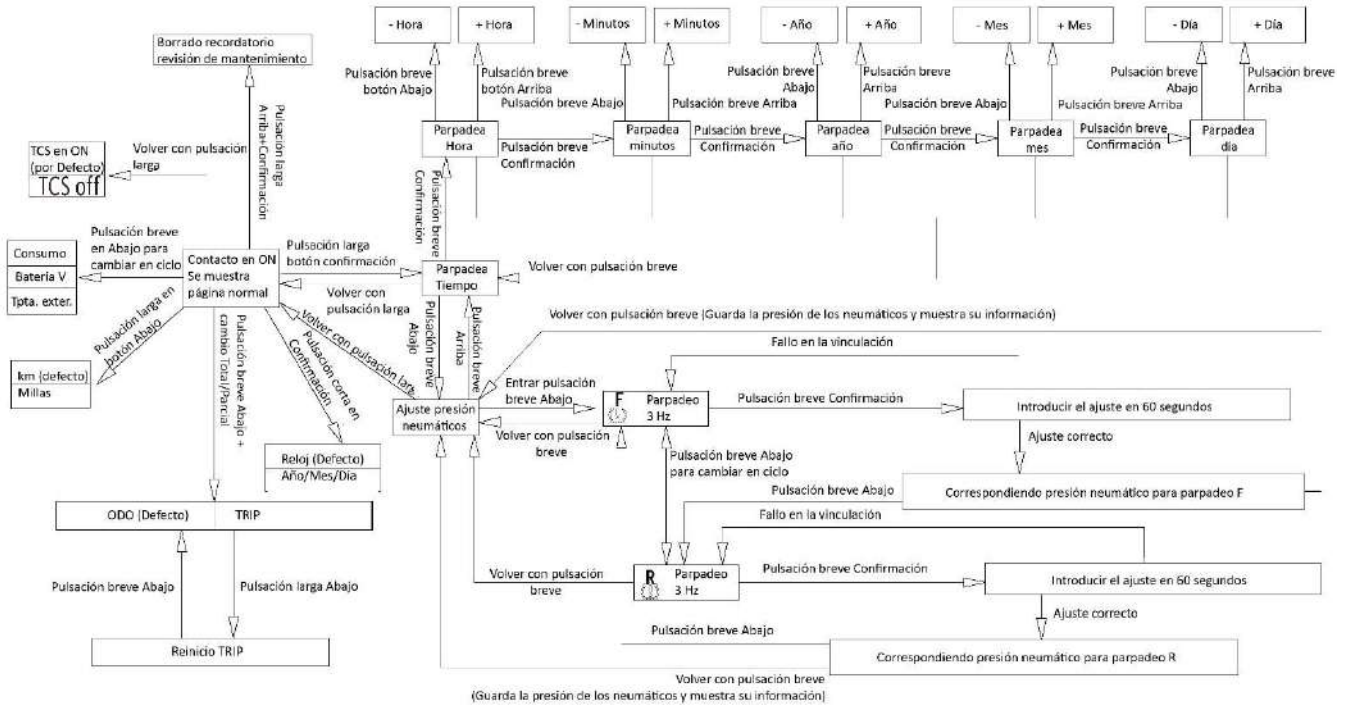 - Hora
+ Hora
- Minutos
+ Minutos
- Año
+ Año
- Mes
+ Mes
- Día
+ Día
Borrado recordatorio
revisión de mantenimiento
Pulsación breve
botón Abajo
Pulsación breve
botón Arriba
Pulsación breve Abajo
Pulsación breve Arriba
Pulsación breve
Abajo
Pulsación breve
Arriba
Pulsación breve Abajo
Pulsación breve Arriba
Pulsación breve
Abajo
Pulsación breve
Arriba
Pulsación larga
Arriba+Confirmación
TCS en ON
(por Defecto)
TCS off
Volver con pulsación
larga
Parpadea
Hora
Pulsación breve
Confirmación
Parpadea
minutos
Pulsación breve
Confirmación
Parpadea
año
Pulsación breve
Confirmación
Parpadea
mes
Pulsación breve
Confirmación
Parpadea
día
Pulsación breve
Confirmación
Pulsación breve
Confirmación
Consumo
Batería V
Tpta. exter.
Pulsación breve
en Abajo para
cambiar en ciclo
Contacto en ON
Se muestra
página normal
Pulsación larga
botón confirmación
Volver con
pulsación larga
Parpadea
Tiempo
Volver con pulsación breve
Pulsación larga en
botón Abajo
km (defecto)
Millas
Pulsación breve Abajo +
cambio Total/Parcial
Volver con pulsación lare
Pulsación corta en
Confirmación
Pulsación breve
Abajo
Pulsación breve
Arriba
Volver con pulsación breve (Guarda la presión de los neumáticos y muestra su información)
Fallo en la vinculación
Ajuste presión
neumáticos
Entrar pulsación
breve Abajo
Volver con pulsación
breve
F
Parpadeo
3 Hz
Pulsación breve Confirmación
Introducir el ajuste en 60 segundos
Ajuste correcto
Reloj (Defecto)
Año/Mes/Día
Pulsación breve Abajo
para cambiar en ciclo
Pulsación breve Abajo
Correspondiendo presión neumático para parpadeo F
Fallo en la vinculación
ODO (Defecto)
TRIP
Pulsación breve Abajo
Pulsación larga Abajo
Reinicio TRIP
Volver con pulsación
breve
R
Parpadeo
3 Hz
Pulsación breve Confirmación
Introducir el ajuste en 60 segundos
Ajuste correcto
Pulsación breve Abajo
Correspondiendo presión neumático para parpadeo R
Volver con pulsación breve
(Guarda la presión de los neumáticos y muestra su información)